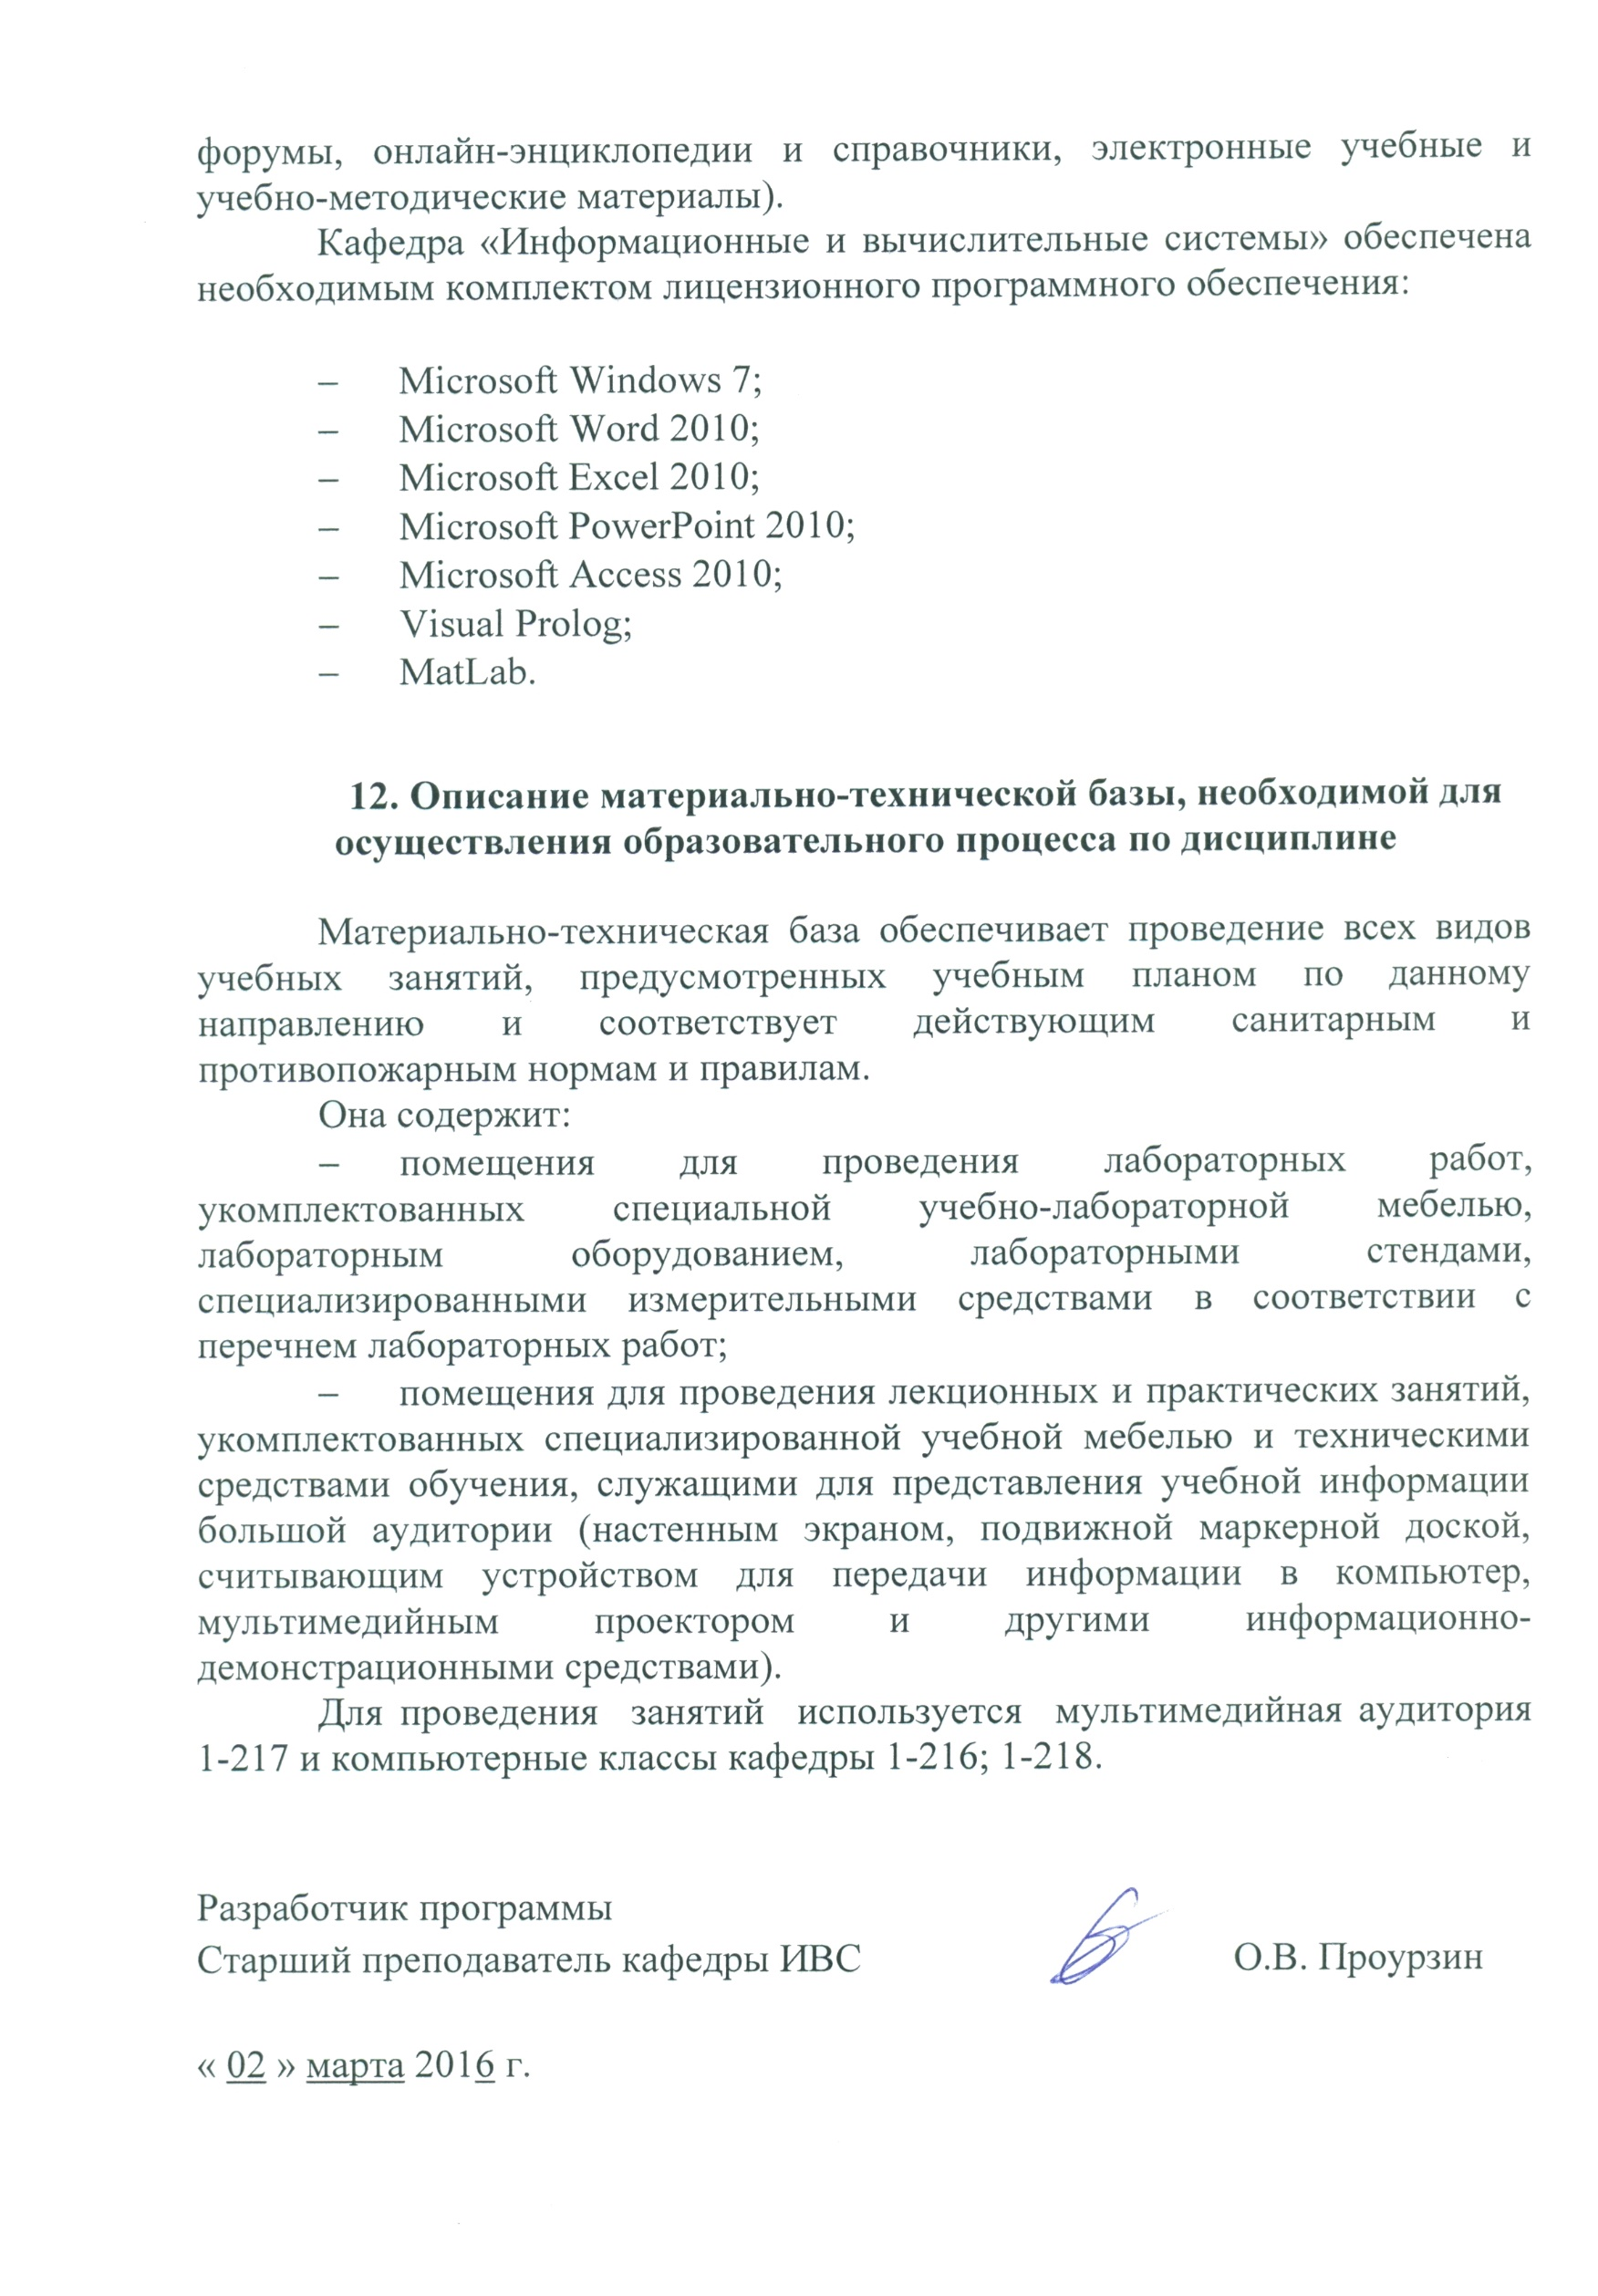 форумы, онлайн-энциклопедии и справочники, электронные учебные и
учебно-методические материалы).
Кафедра «Информационные и вычислительные системы» обеспечена
необходимым комплектом лицензионного программного обеспечения:
– Microsoft Windows 7;
– Microsoft Word 2010;
– Microsoft Excel 2010;
– Microsoft PowerPoint 2010;
– Microsoft Access 2010;
– Visual Prolog;
– MatLab.
12. Описание материально-технической базы, необходимой для
осуществления образовательного процесса по дисциплине
Материально-техническая база обеспечивает проведение всех видов
учебных занятий, предусмотренных учебным планом по данному
направлению и соответствует действующим санитарным и
противопожарным нормам и правилам.
Она содержит:
– помещения для проведения лабораторных работ,
укомплектованных специальной учебно-лабораторной мебелью,
лабораторным оборудованием, лабораторными стендами,
специализированными измерительными средствами в соответствии с
перечнем лабораторных работ;
– помещения для проведения лекционных и практических занятий,
укомплектованных специализированной учебной мебелью и техническими
средствами обучения, служащими для представления учебной информации
большой аудитории (настенным экраном, подвижной маркерной доской,
считывающим устройством для передачи информации в компьютер,
мультимедийным проектором и другими информационно-
демонстрационными средствами).
Для проведения занятий используется мультимедийная аудитория
1-217 и компьютерные классы кафедры 1-216; 1-218.
Разработчик программы
Старший преподаватель кафедры ИВС О.В. Проурзин
« 02 » марта 2016 г.